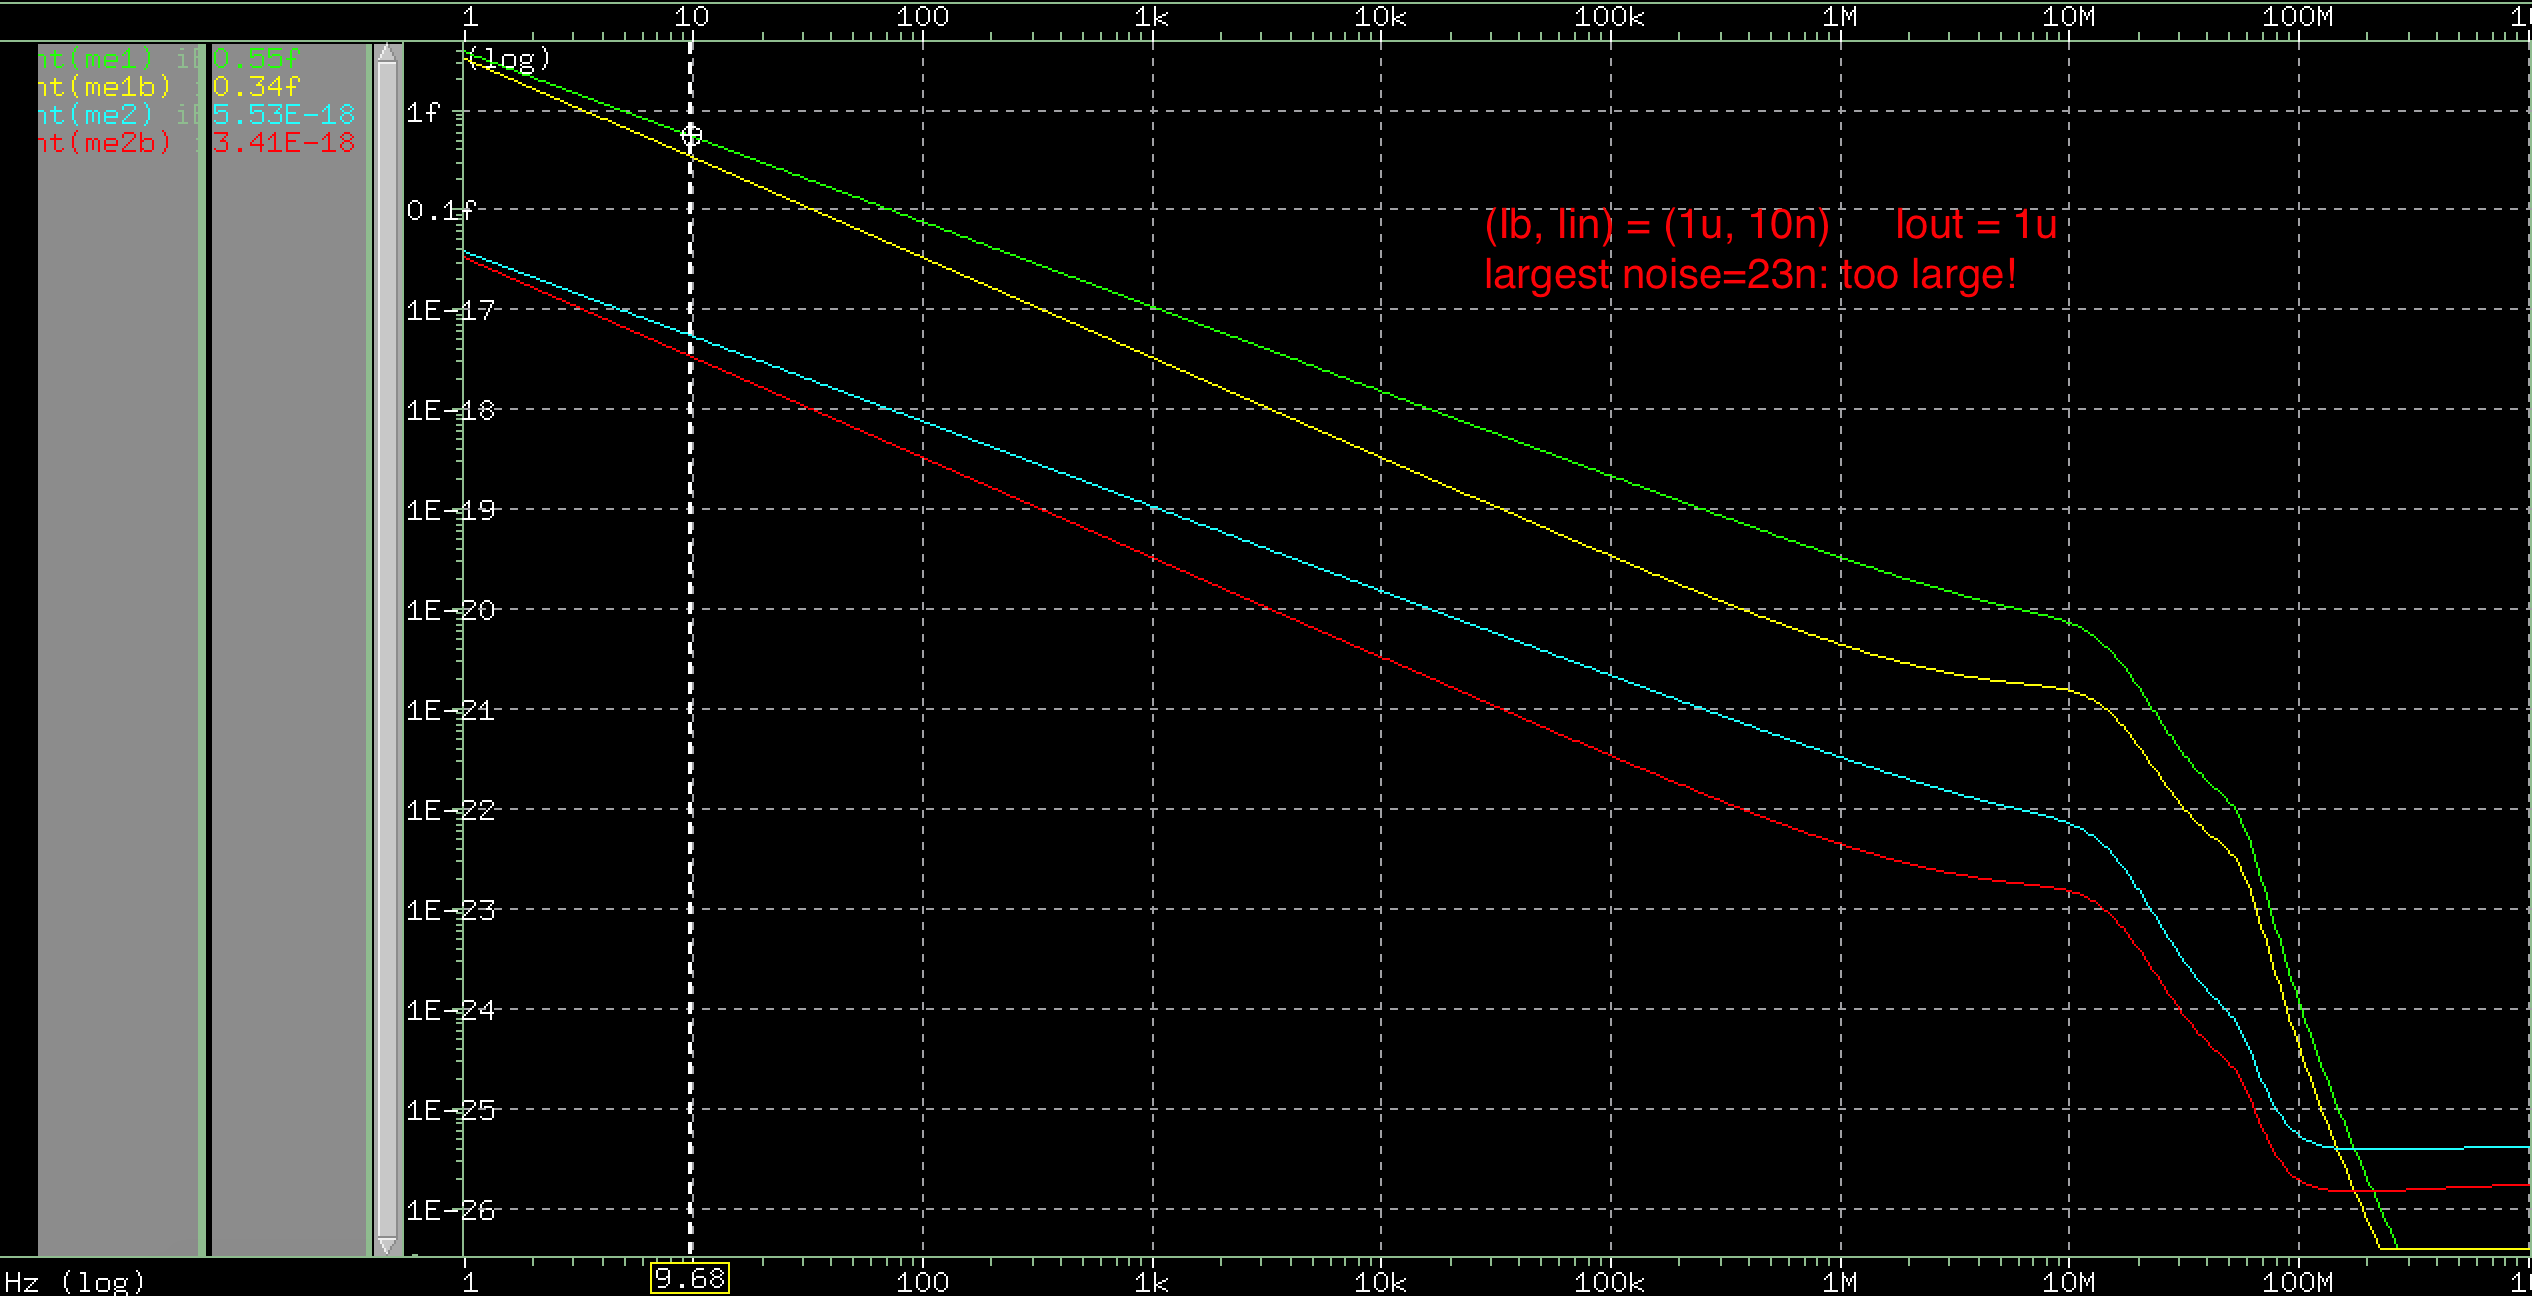 1 10 100 1k 10k 100k 1M 10M 100M
nt(me1) 0.55f
nt(me1b) 0.34f
nt(me2) 5.53E-18
nt(me2b) 3.41E-18
(log)
1f
0.1f
(Ib, Iin) = (1u, 10n) Iout = 1u
largest noise=23n: too large!
1E-17
1E-18
1E-19
1E-20
1E-21
1E-22
1E-23
1E-24
1E-25
1E-26
Hz (log) 1 9.68 100 1k 10k 100k 1M 10M 100M